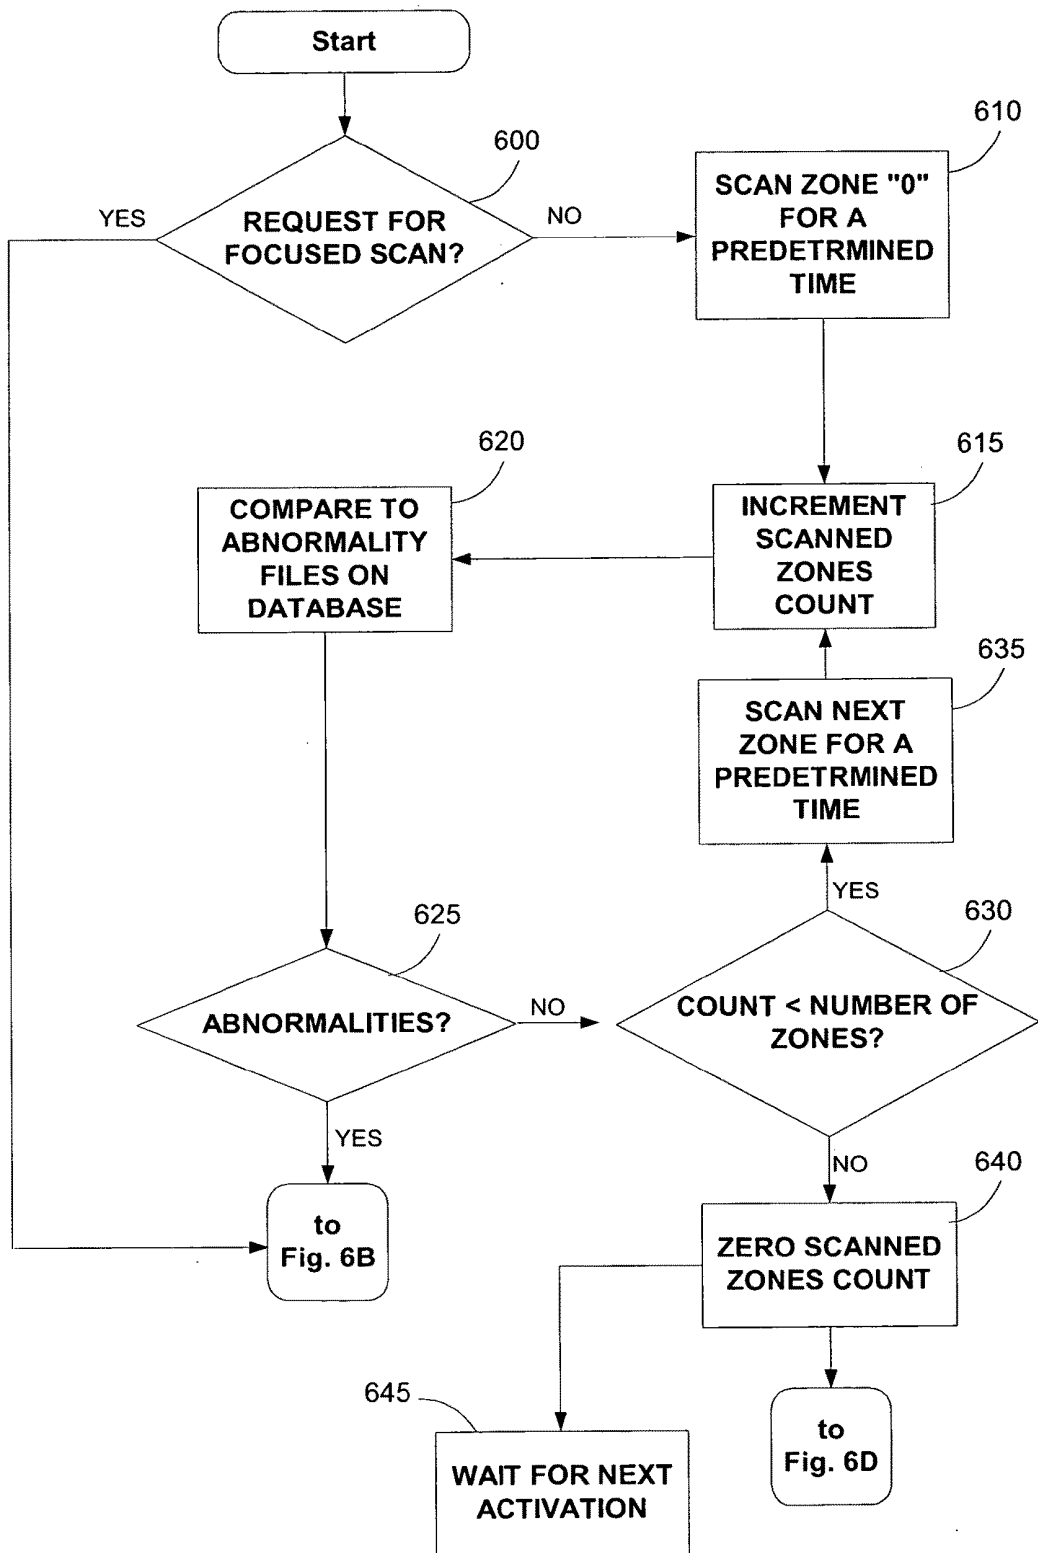 Start
600
REQUEST FOR
FOCUSED SCAN?
YES
NO
610
SCAN ZONE "0"
FOR A
PREDETRMINED
TIME
615
INCREMENT
SCANNED
ZONES
COUNT
620
COMPARE TO
ABNORMALITY
FILES ON
DATABASE
635
SCAN NEXT
ZONE FOR A
PREDETRMINED
TIME
YES
625
ABNORMALITIES?
NO
630
COUNT < NUMBER OF
ZONES?
YES
NO
to
Fig. 6B
640
ZERO SCANNED
ZONES COUNT
645
WAIT FOR NEXT
ACTIVATION
to
Fig. 6D